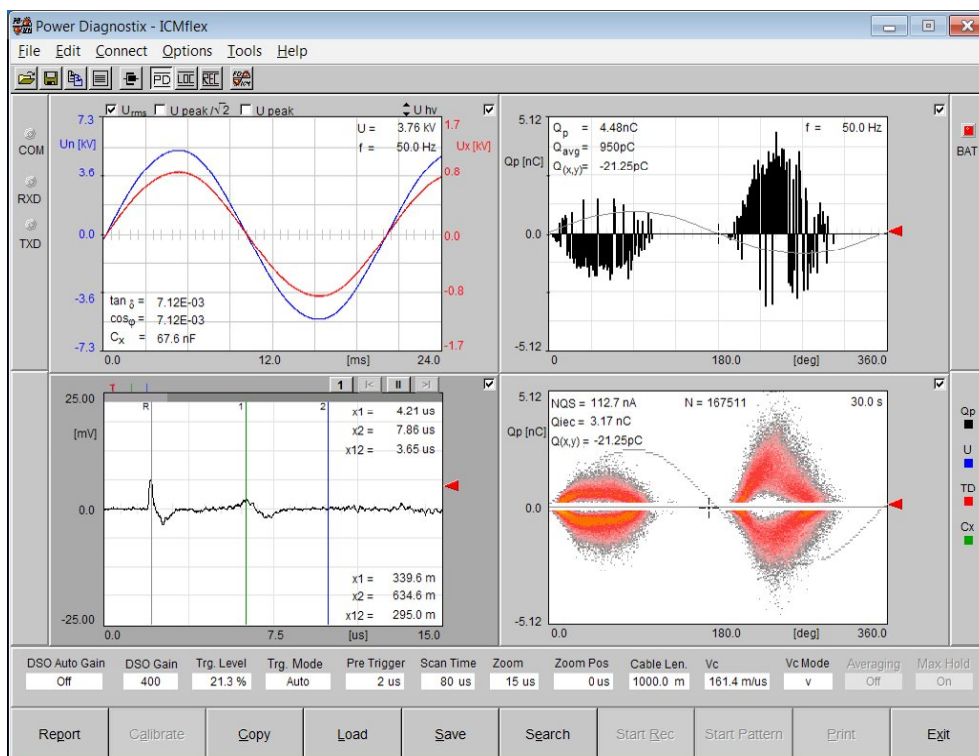 Power Diagnostix - ICMflex
File Edit Connect Options Tools Help
PD LOC REC
COM
RXD
TXD
Urms U peak/√2 U peak U hv
7.3
Un [kV]
3.6
0.0
-3.6
-7.3
U = 3.76 kV
f = 50.0 Hz
1.7
Ux [kV]
0.8
0.0
-0.8
-1.7
tan δ = 7.12E-03
cosφ = 7.12E-03
Cx = 67.6 nF
0.0 12.0 [ms] 24.0
5.12
Qp [nC]
0.0
-5.12
Qp = 4.48nC
Qavg = 950pC
Q(x,y) = -21.25pC
f = 50.0 Hz
0 180.0 [deg] 360.0
BAT
T
1 |< II >|
25.00
[mV]
0.0
-25.00
R 1 2
x1 = 4.21 us
x2 = 7.86 us
x12 = 3.65 us
x1 = 339.6 m
x2 = 634.6 m
x12 = 295.0 m
0.0 7.5 [us] 15.0
5.12
Qp [nC]
0.0
-5.12
NQS = 112.7 nA N = 167511 30.0 s
Qiec = 3.17 nC
Q(x,y) = -21.25pC
0.0 180.0 [deg] 360.0
Qp
U
TD
Cx
DSO Auto Gain DSO Gain Trg. Level Trg. Mode Pre Trigger Scan Time Zoom Zoom Pos Cable Len. Vc Vc Mode Averaging Max Hold
Off 400 21.3 % Auto 2 us 80 us 15 us 0 us 1000.0 m 161.4 m/us v Off On
Report Calibrate Copy Load Save Search Start Rec Start Pattern Print Exit